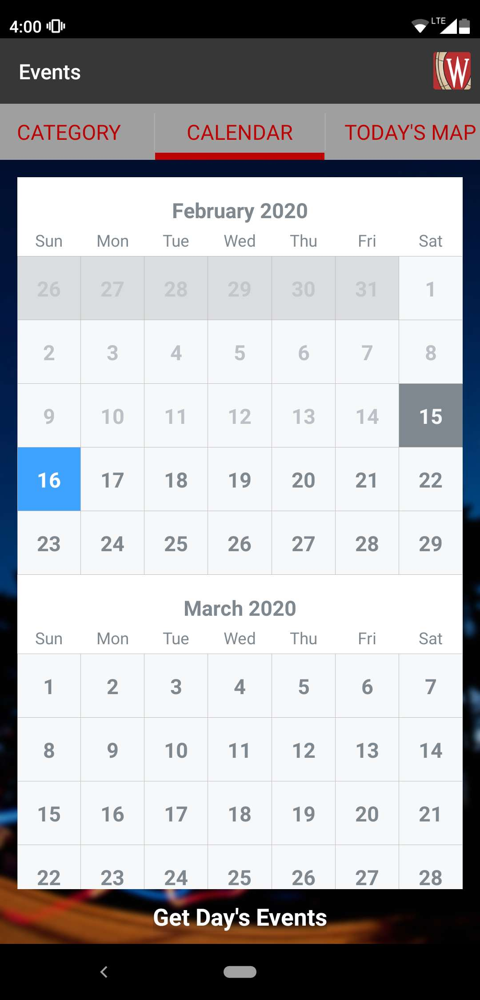 4:00 LTE
Events W
CATEGORY CALENDAR TODAY'S MAP
February 2020
Sun Mon Tue Wed Thu Fri Sat
26 27 28 29 30 31 1
2 3 4 5 6 7 8
9 10 11 12 13 14 15
16 17 18 19 20 21 22
23 24 25 26 27 28 29
March 2020
Sun Mon Tue Wed Thu Fri Sat
1 2 3 4 5 6 7
8 9 10 11 12 13 14
15 16 17 18 19 20 21
22 23 24 25 26 27 28
Get Day's Events